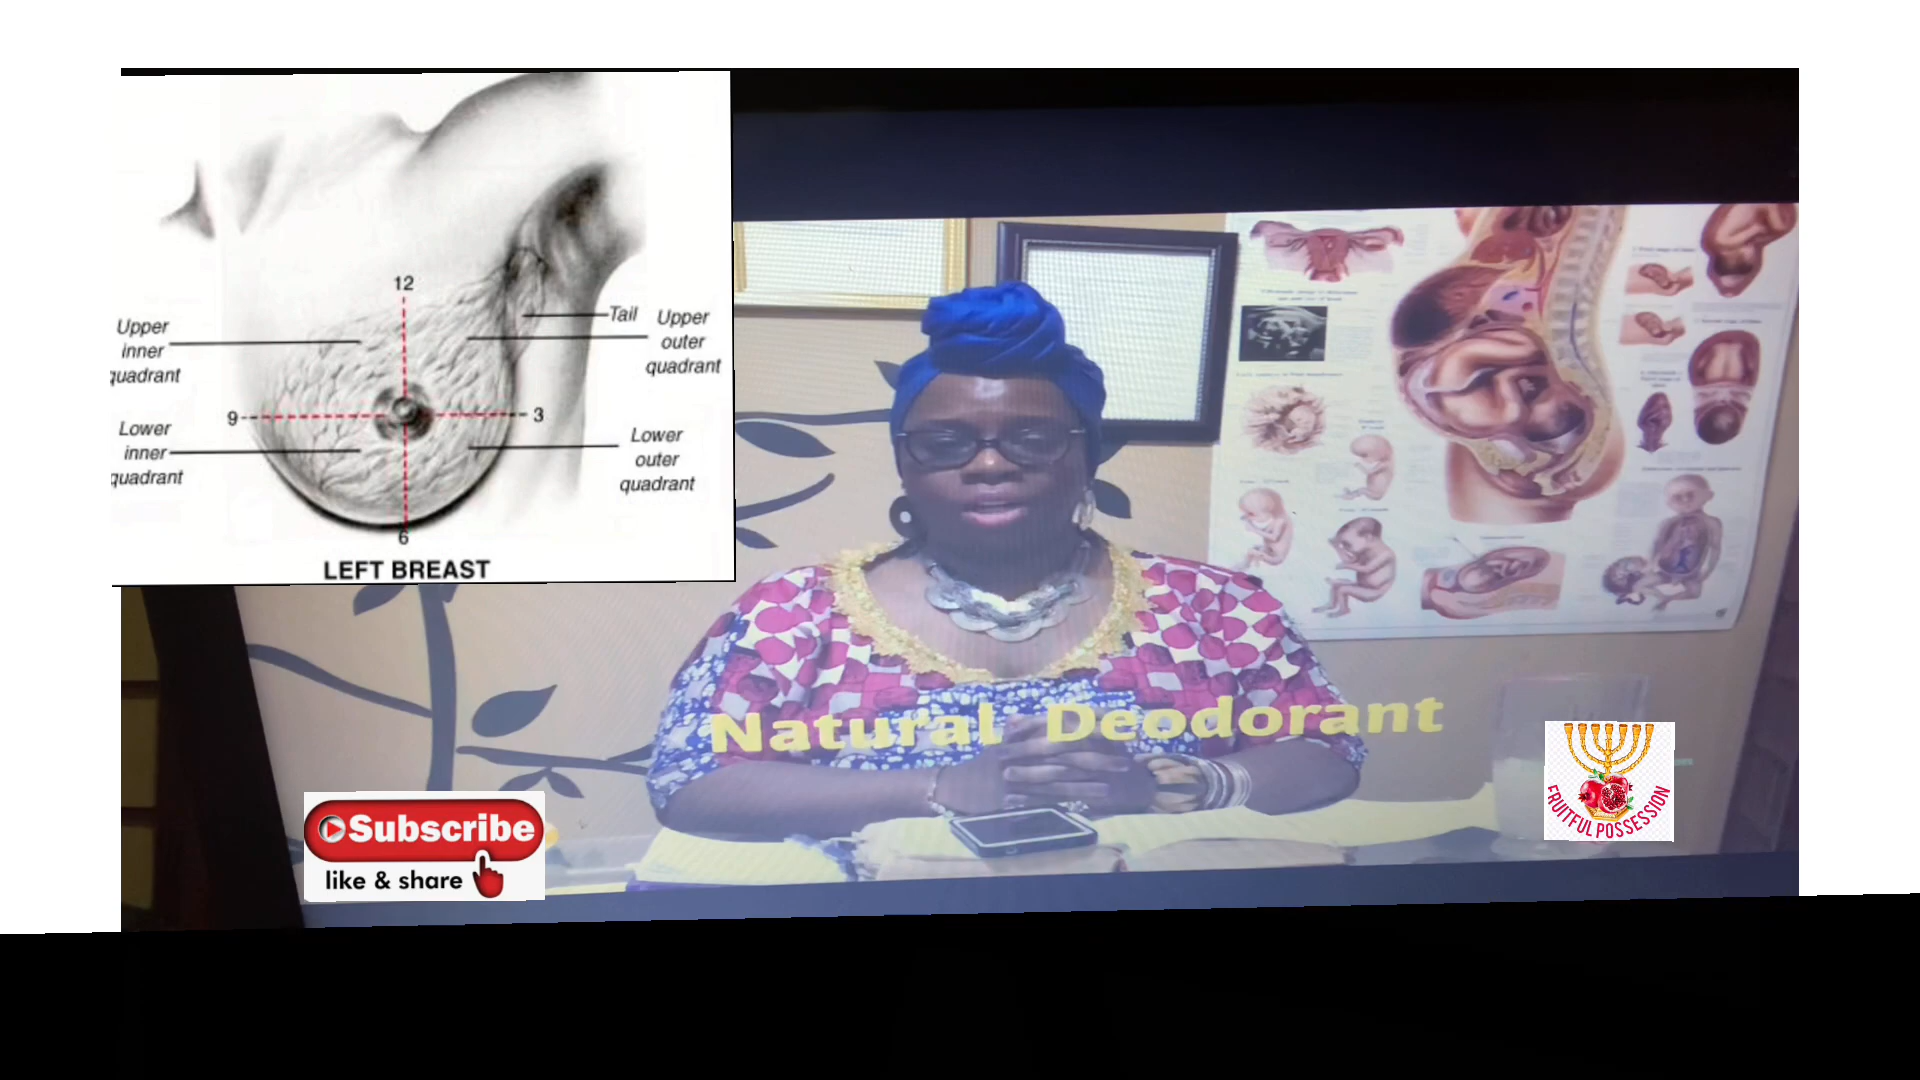 12
Upper
inner
quadrant
Tail
Upper
outer
quadrant
9
3
Lower
inner
quadrant
Lower
outer
quadrant
6
LEFT BREAST
Natural Deodorant
Subscribe
like & share
FRUITFUL POSSESSION